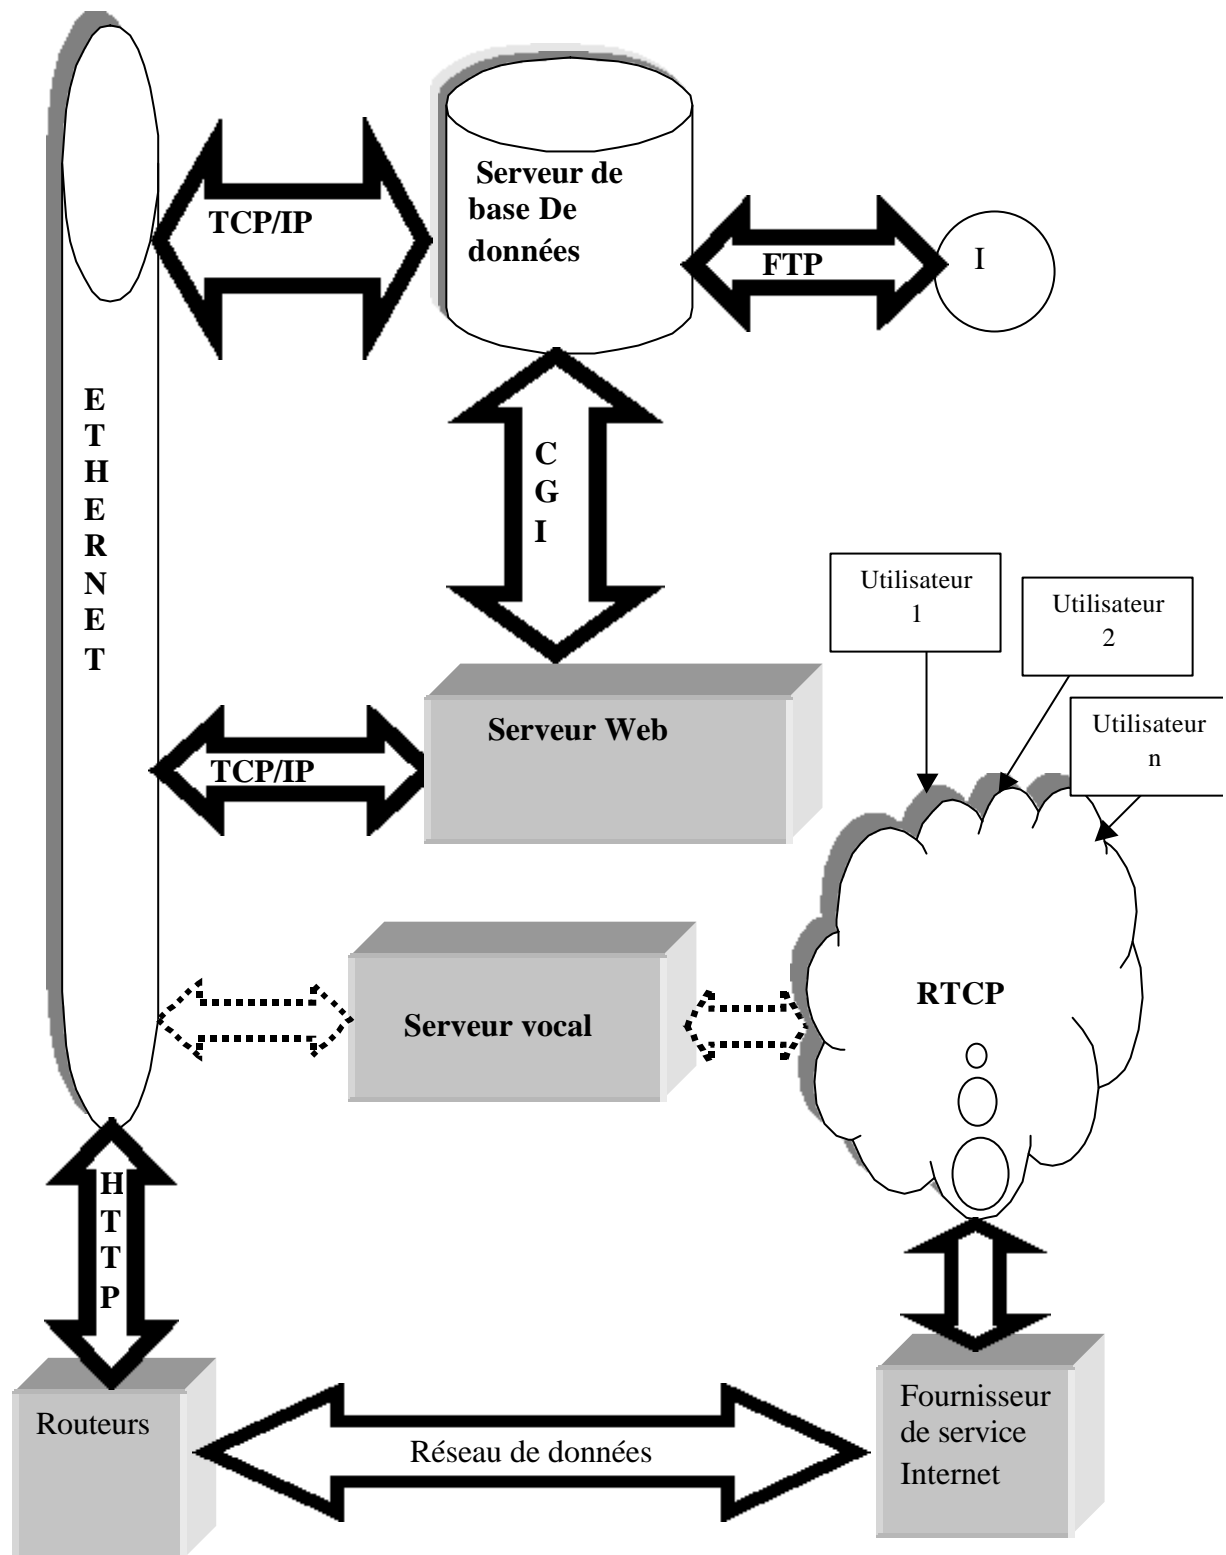 Serveur de
base De
données
TCP/IP
FTP
I
E
T
H
E
R
N
E
T
C
G
I
Utilisateur
1
Utilisateur
2
Utilisateur
n
Serveur Web
TCP/IP
RTCP
Serveur vocal
H
T
T
P
Routeurs
Réseau de données
Fournisseur
de service
Internet